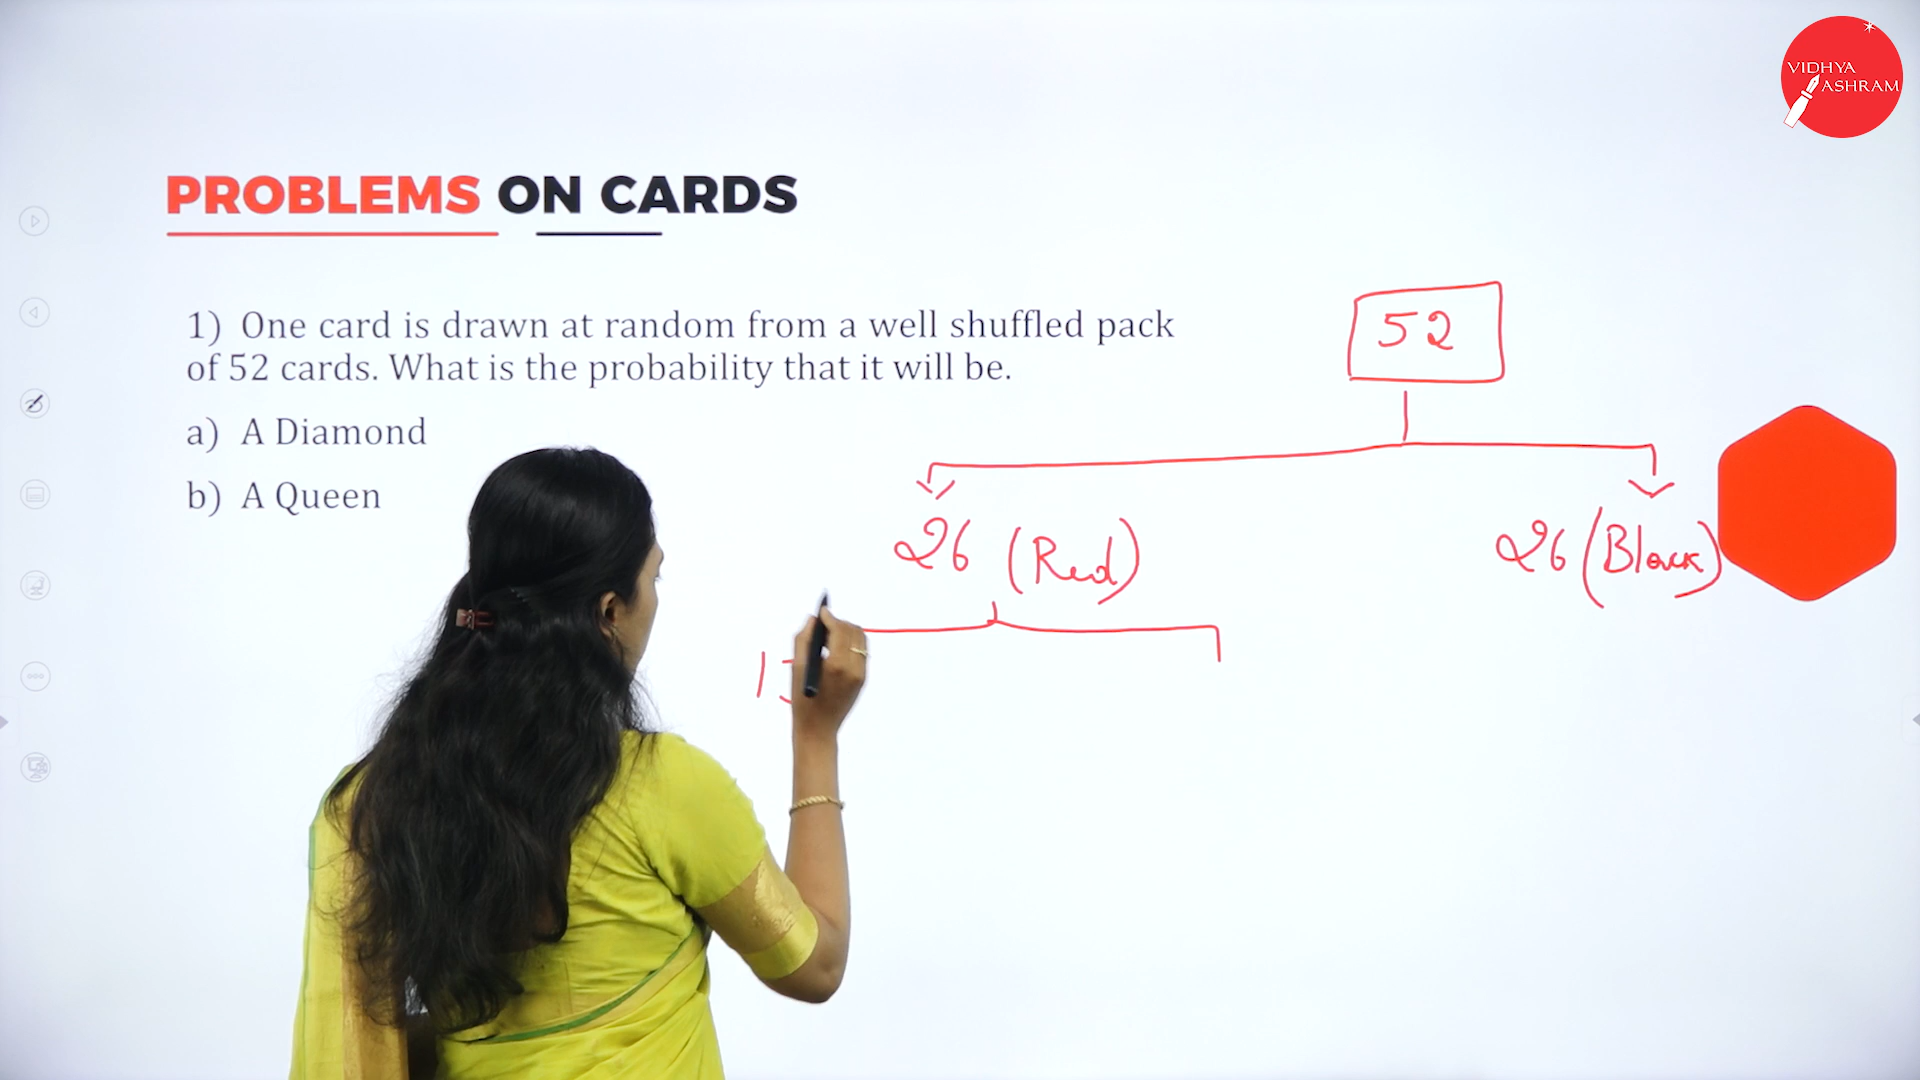 VIDHYA
ASHRAM
PROBLEMS ON CARDS
1) One card is drawn at random from a well shuffled pack
of 52 cards. What is the probability that it will be.
a) A Diamond
b) A Queen
52
26 (Red)
26 (Black)